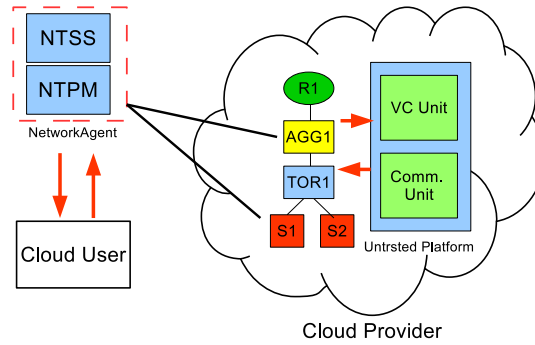 NTSS
NTPM
NetworkAgent
Cloud User
R1
AGG1
TOR1
S1
S2
VC Unit
Comm.
Unit
Untrsted Platform
Cloud Provider